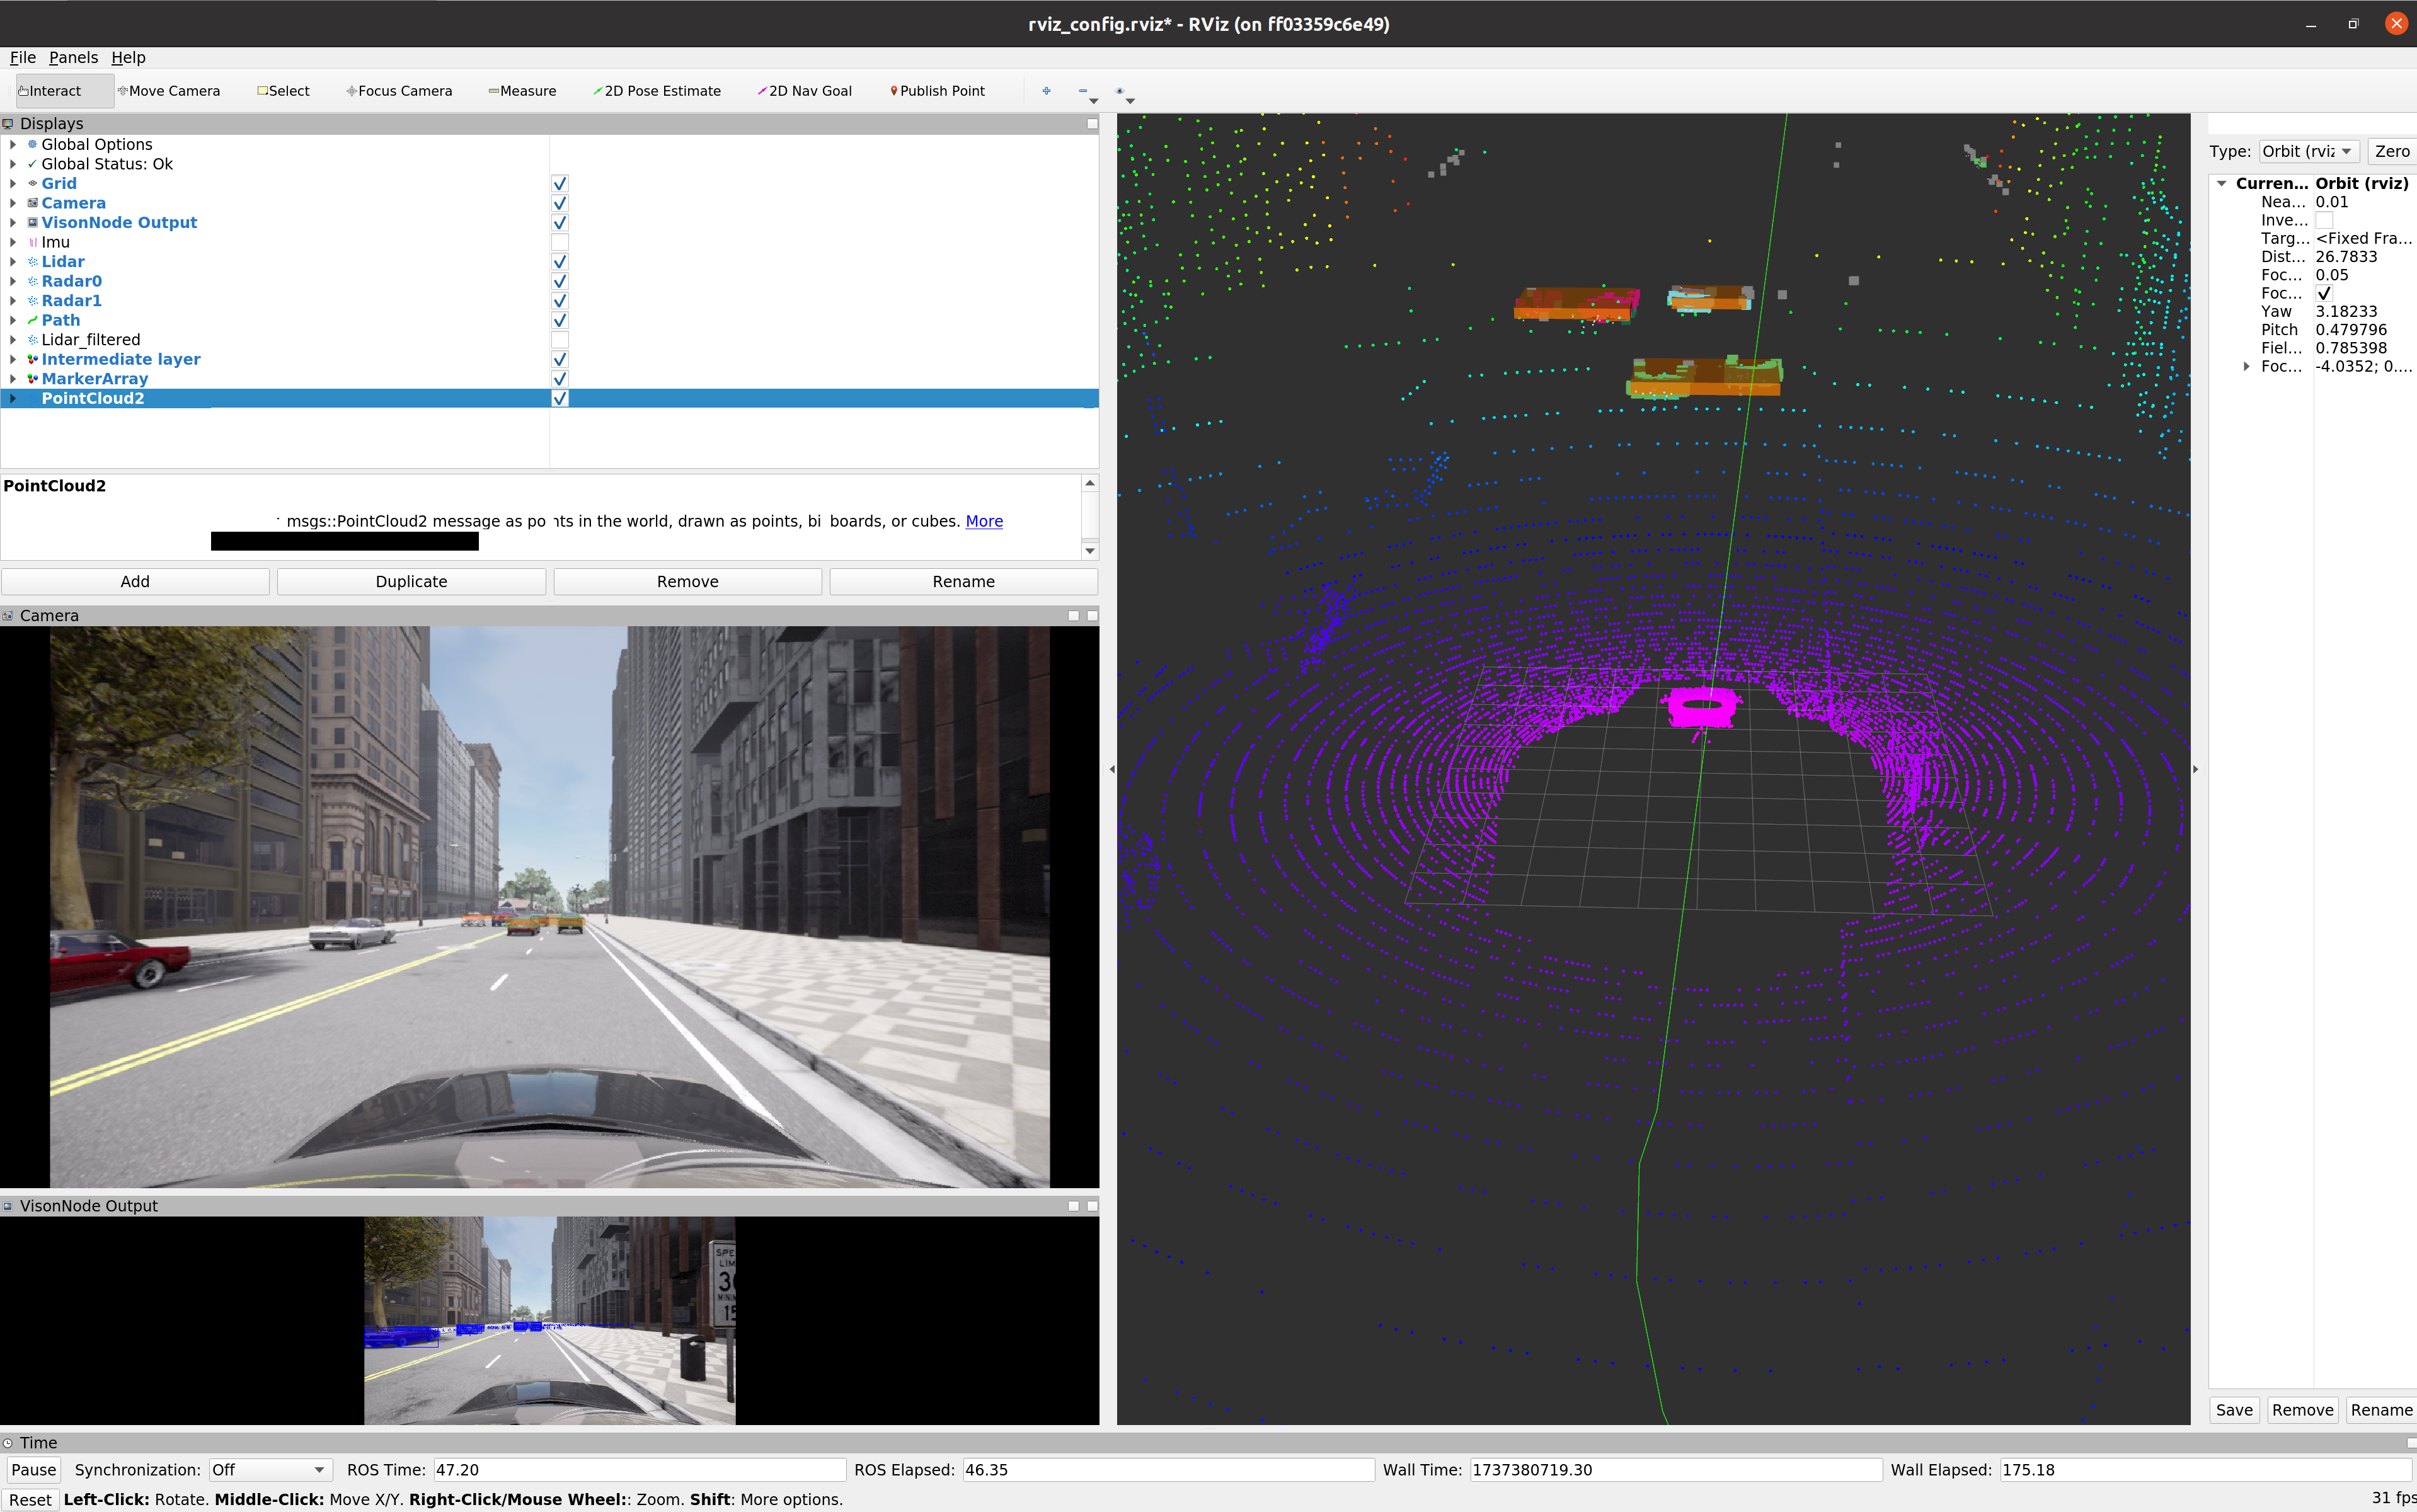 rviz_config.rviz* - RViz (on ff03359c6e49)
File Panels Help
Interact Move Camera Select Focus Camera Measure 2D Pose Estimate 2D Nav Goal Publish Point
Displays
Global Options
Global Status: Ok
Grid
Camera
VisonNode Output
Imu
Lidar
Radar0
Radar1
Path
Lidar_filtered
Intermediate layer
MarkerArray
PointCloud2
PointCloud2
msgs::PointCloud2 message as po nts in the world, drawn as points, bi boards, or cubes. More
Add Duplicate Remove Rename
Camera
VisonNode Output
SPE
LIM
30
MINIM
15
Type: Orbit (rviz Zero
Curren... Orbit (rviz)
Nea... 0.01
Inve...
Targ... <Fixed Fra...
Dist... 26.7833
Foc... 0.05
Foc...
Yaw 3.18233
Pitch 0.479796
Fiel... 0.785398
Foc... -4.0352; 0....
Save Remove Rename
Time
Pause Synchronization: Off ROS Time: 47.20 ROS Elapsed: 46.35 Wall Time: 1737380719.30 Wall Elapsed: 175.18
Reset Left-Click: Rotate. Middle-Click: Move X/Y. Right-Click/Mouse Wheel:: Zoom. Shift: More options. 31 fps